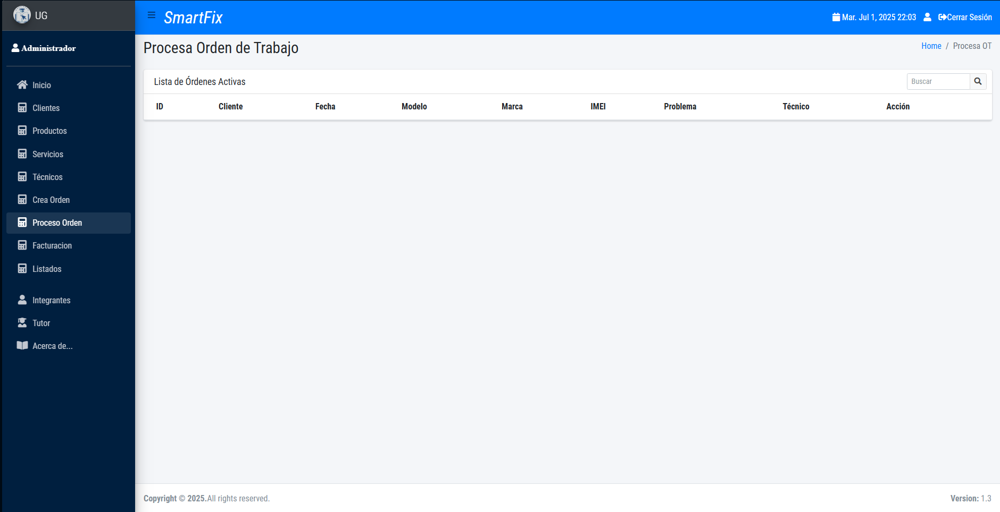 UG
Administrador
Inicio
Clientes
Productos
Servicios
Técnicos
Crea Orden
Proceso Orden
Facturacion
Listados
Integrantes
Tutor
Acerca de...
SmartFix
Mar. Jul 1, 2025 22:03 Cerrar Sesión
Procesa Orden de Trabajo
Home / Procesa OT
Lista de Órdenes Activas
Buscar
ID Cliente Fecha Modelo Marca IMEI Problema Técnico Acción
Copyright © 2025.All rights reserved.
Version: 1.3